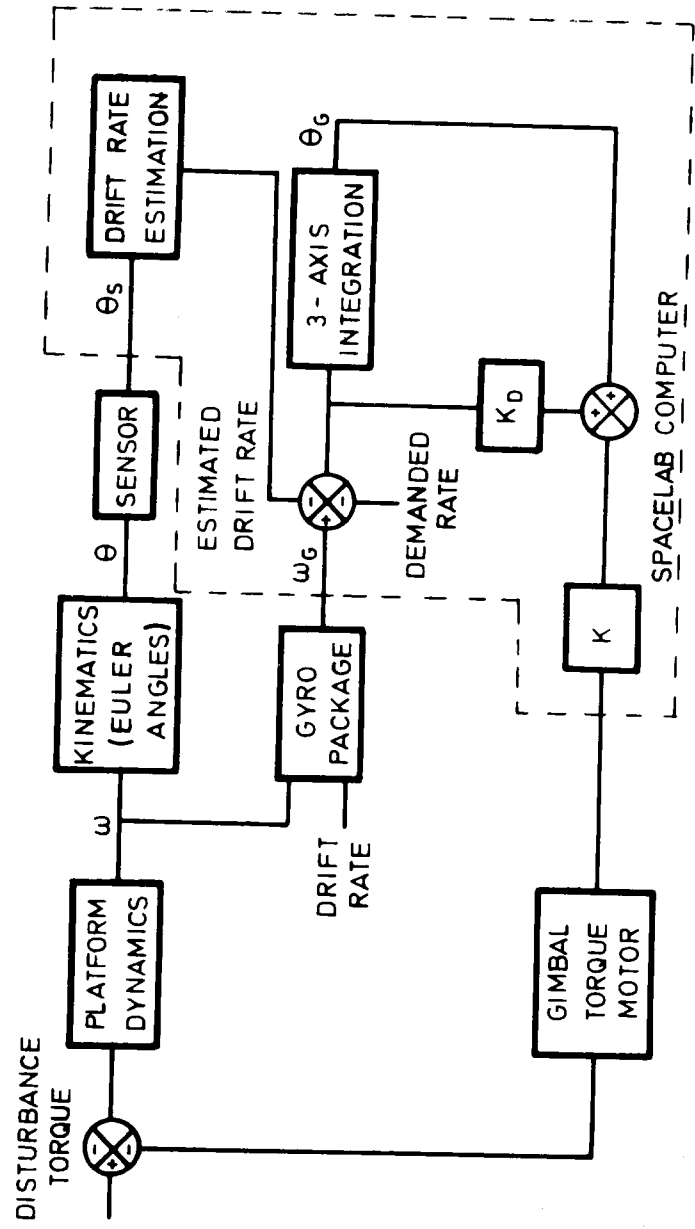 DISTURBANCE
TORQUE
+
-
-
PLATFORM
DYNAMICS
ω
KINEMATICS
(EULER
ANGLES)
θ
SENSOR
θS
DRIFT RATE
ESTIMATION
DRIFT
RATE
GYRO
PACKAGE
ωG
ESTIMATED
DRIFT RATE
+
-
-
DEMANDED
RATE
3-AXIS
INTEGRATION
θG
KD
+
+
K
SPACELAB COMPUTER
GIMBAL
TORQUE
MOTOR